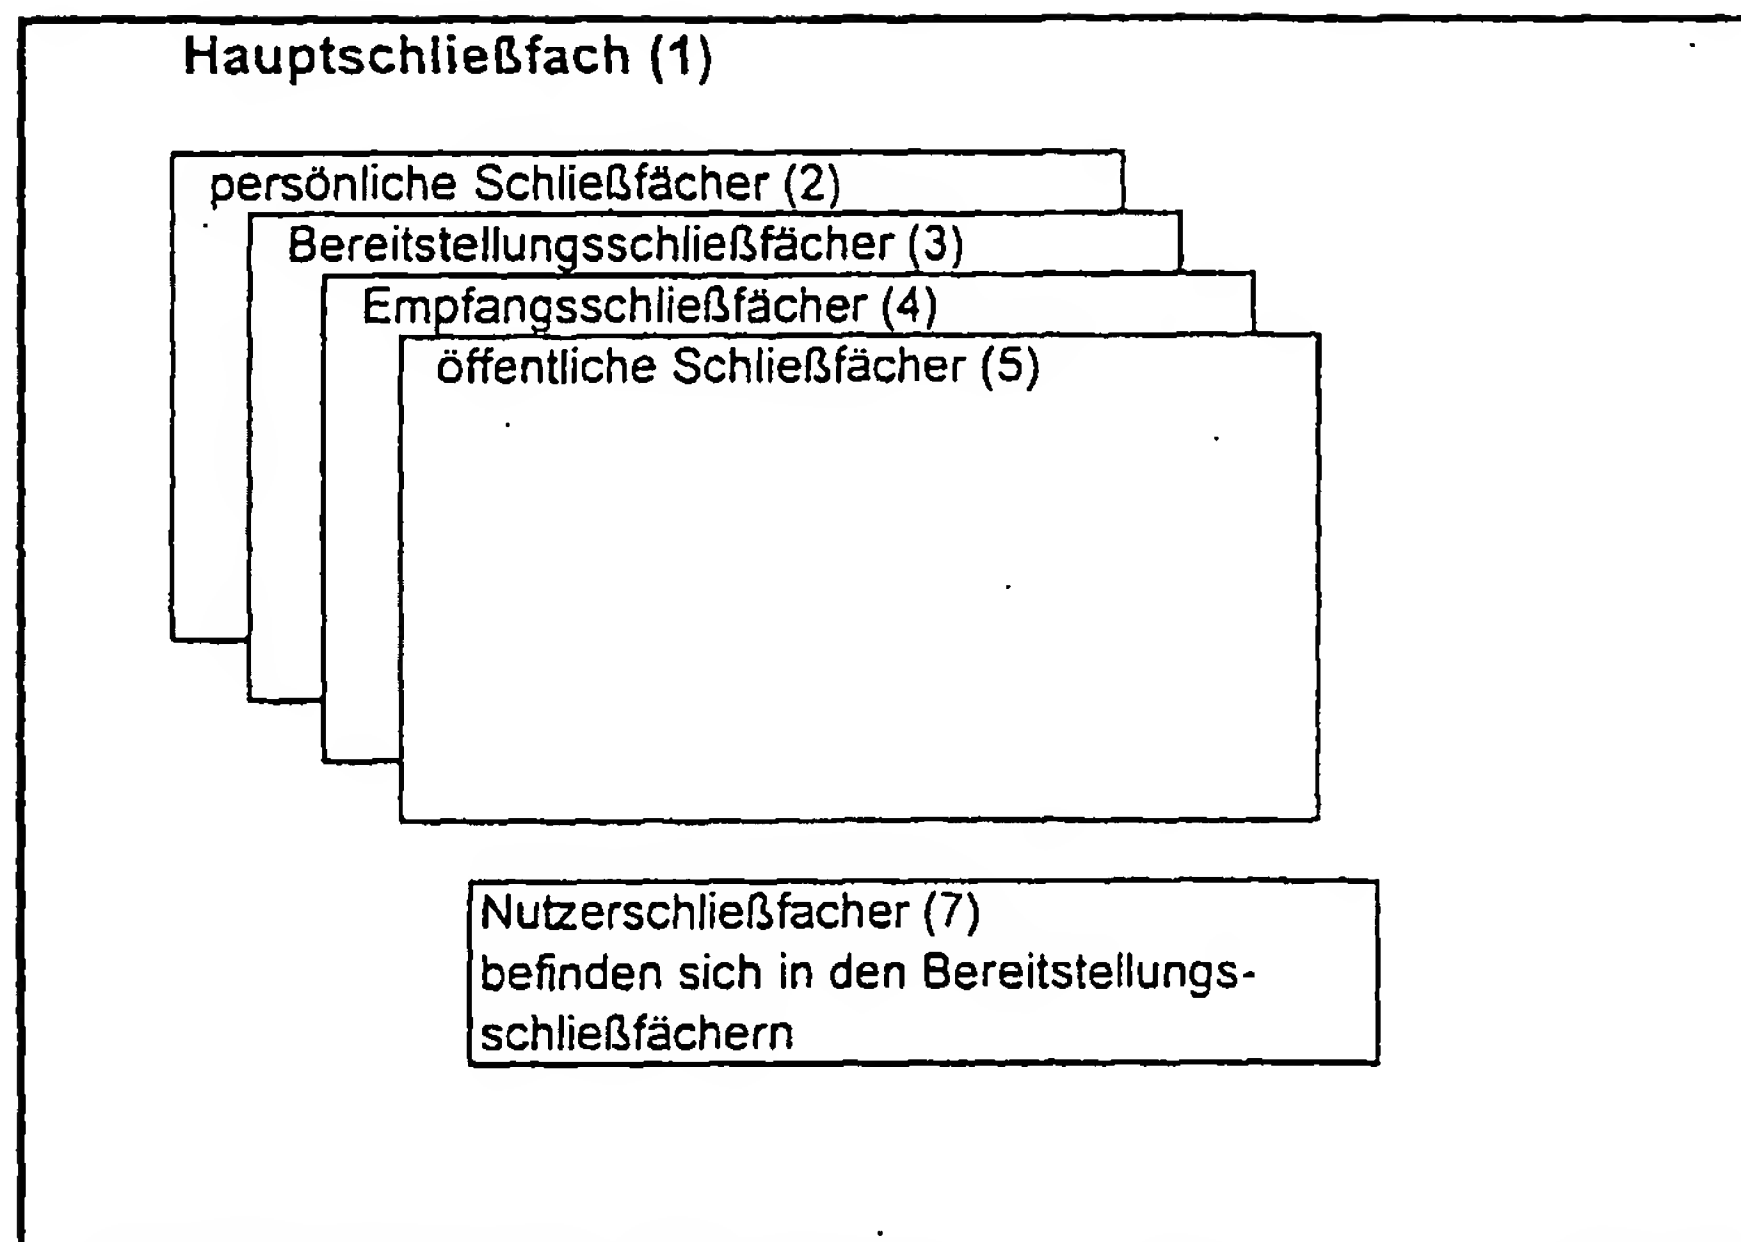 Hauptschließfach (1)
persönliche Schließfächer (2)
Bereitstellungsschließfächer (3)
Empfangsschließfächer (4)
öffentliche Schließfächer (5)
Nutzerschließfacher (7)
befinden sich in den Bereitstellungs-
schließfächern